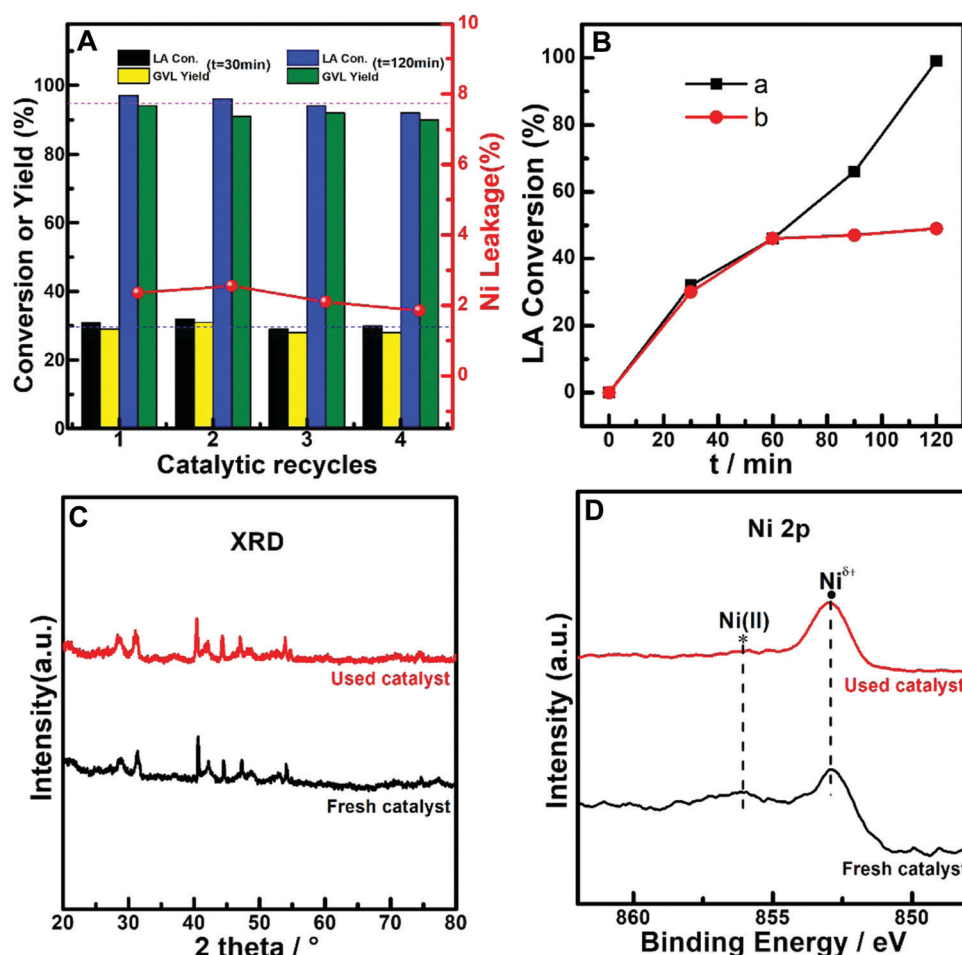 A
LA Con. (t=30min) LA Con. (t=120min)
GVL Yield GVL Yield
Conversion or Yield (%)
0
20
40
60
80
100
1 2 3 4
Catalytic recycles
Ni Leakage(%)
0
2
4
6
8
10
B
a
b
LA Conversion (%)
0
20
40
60
80
100
0 20 40 60 80 100 120
t / min
C
XRD
Intensity(a.u.)
Used catalyst
Fresh catalyst
20 30 40 50 60 70 80
2 theta / °
D
Ni 2p
Niδ+
Ni(II)
*
Intensity (a.u.)
Used catalyst
Fresh catalyst
860 855 850
Binding Energy / eV